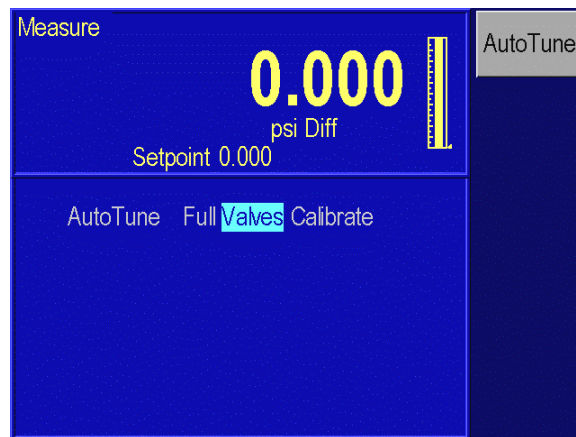 Measure
AutoTune
0.000
psi Diff
Setpoint 0.000
AutoTune Full Valves Calibrate